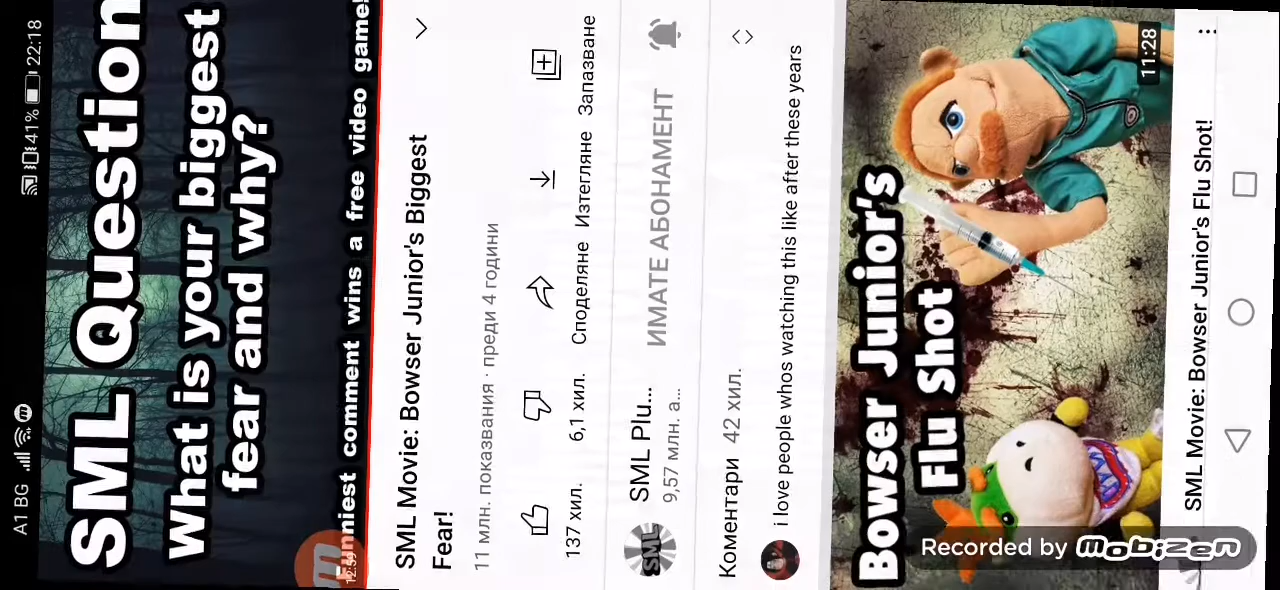 A1 BG
41%
22:18
SML Question
What is your biggest
fear and why?
Funniest comment wins a free video game!
12:59
SML Movie: Bowser Junior's Biggest
Fear!
11 млн. показвания · преди 4 години
137 хил.
6,1 хил.
Споделяне
Изтегляне
Запазване
SML
SML Plu...
9,57 млн. а...
ИМАТЕ АБОНАМЕНТ
Коментари 42 хил.
i love people whos watching this like after these years
Bowser Junior's
Flu Shot
11:28
SML Movie: Bowser Junior's Flu Shot!
Recorded by mobizen